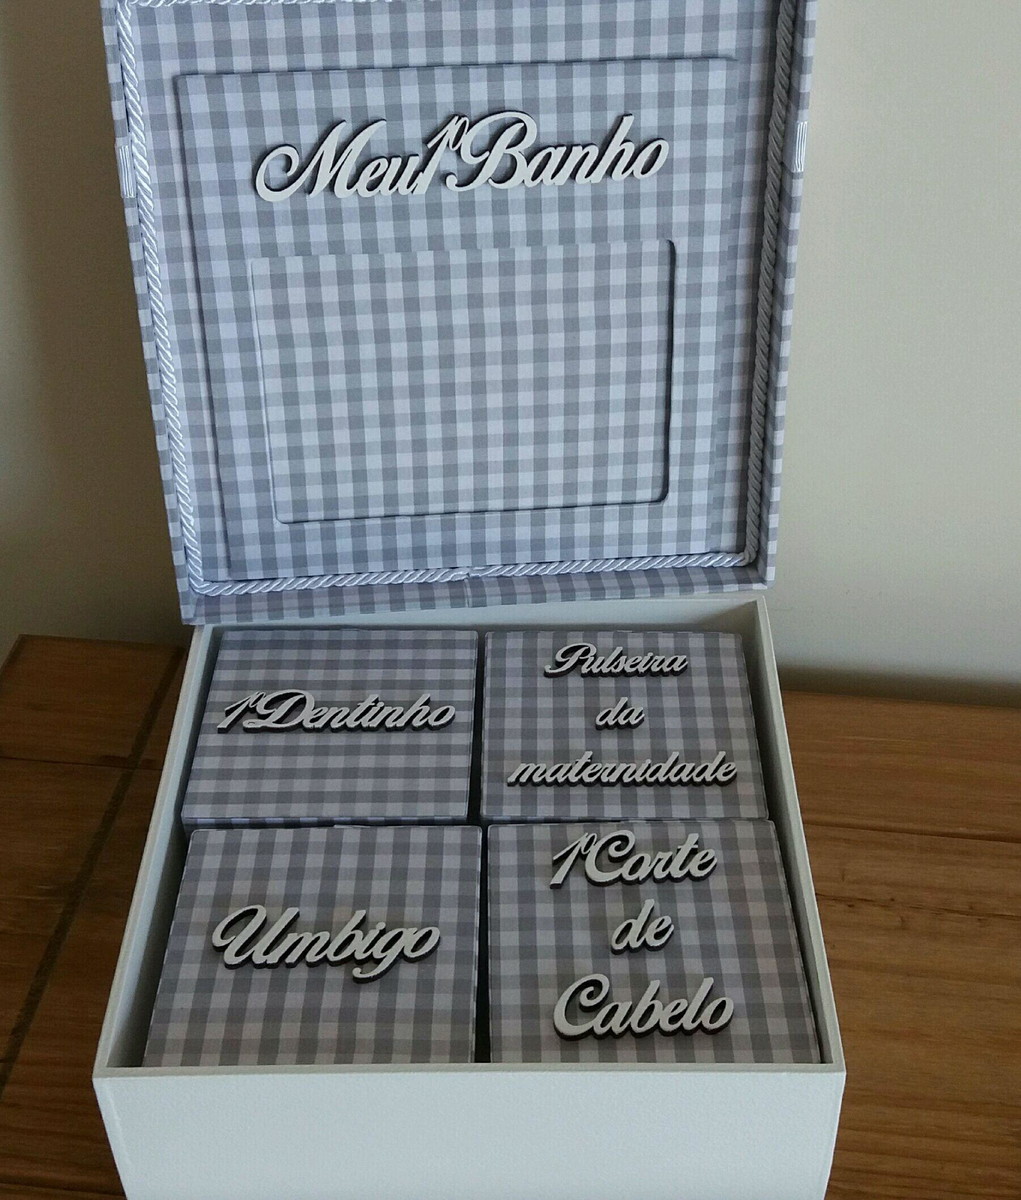 Meu 1º Banho
1º Dentinho
Pulseira
da
maternidade
Umbigo
1º Corte
de
Cabelo